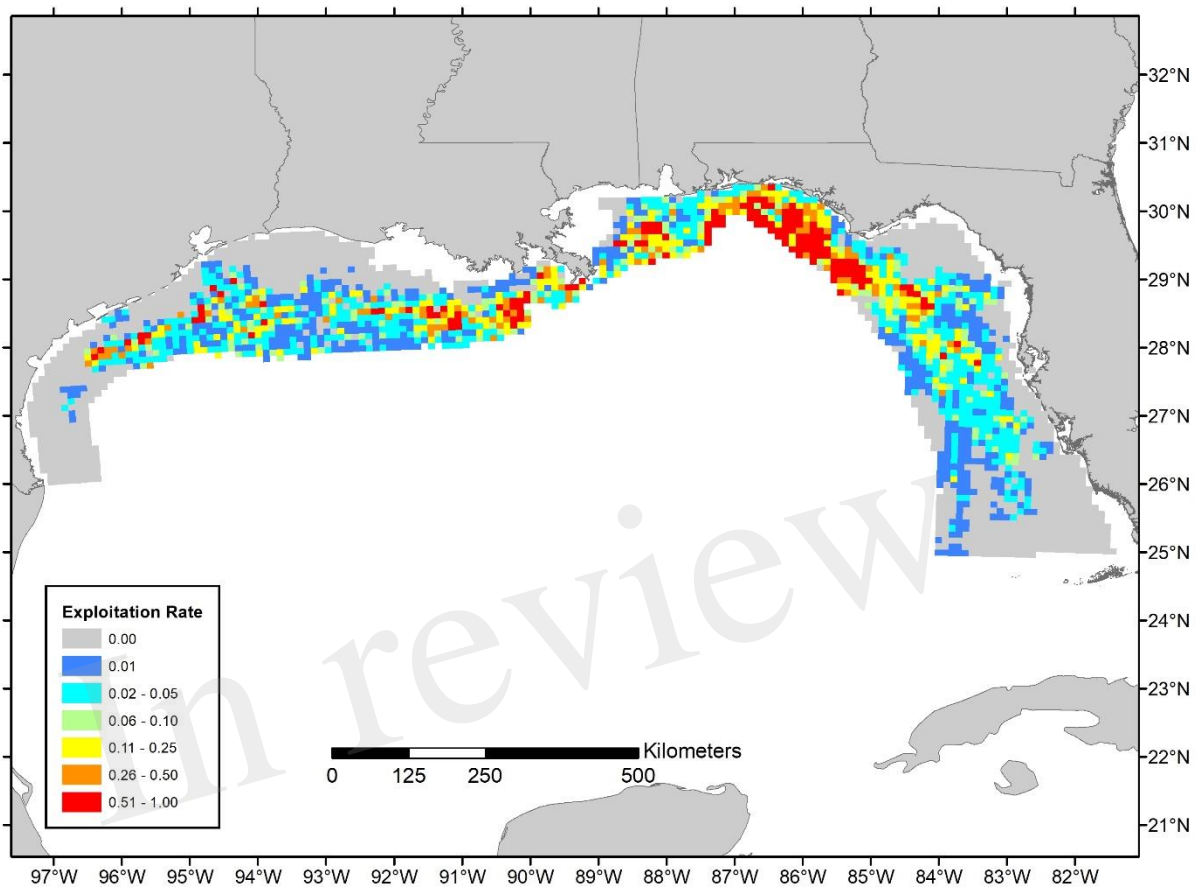 32°N
31°N
30°N
29°N
28°N
27°N
26°N
25°N
24°N
23°N
22°N
21°N
In review
Exploitation Rate
0.00
0.01
0.02 - 0.05
0.06 - 0.10
0.11 - 0.25
0.26 - 0.50
0.51 - 1.00
Kilometers
0 125 250 500
97°W 96°W 95°W 94°W 93°W 92°W 91°W 90°W 89°W 88°W 87°W 86°W 85°W 84°W 83°W 82°W